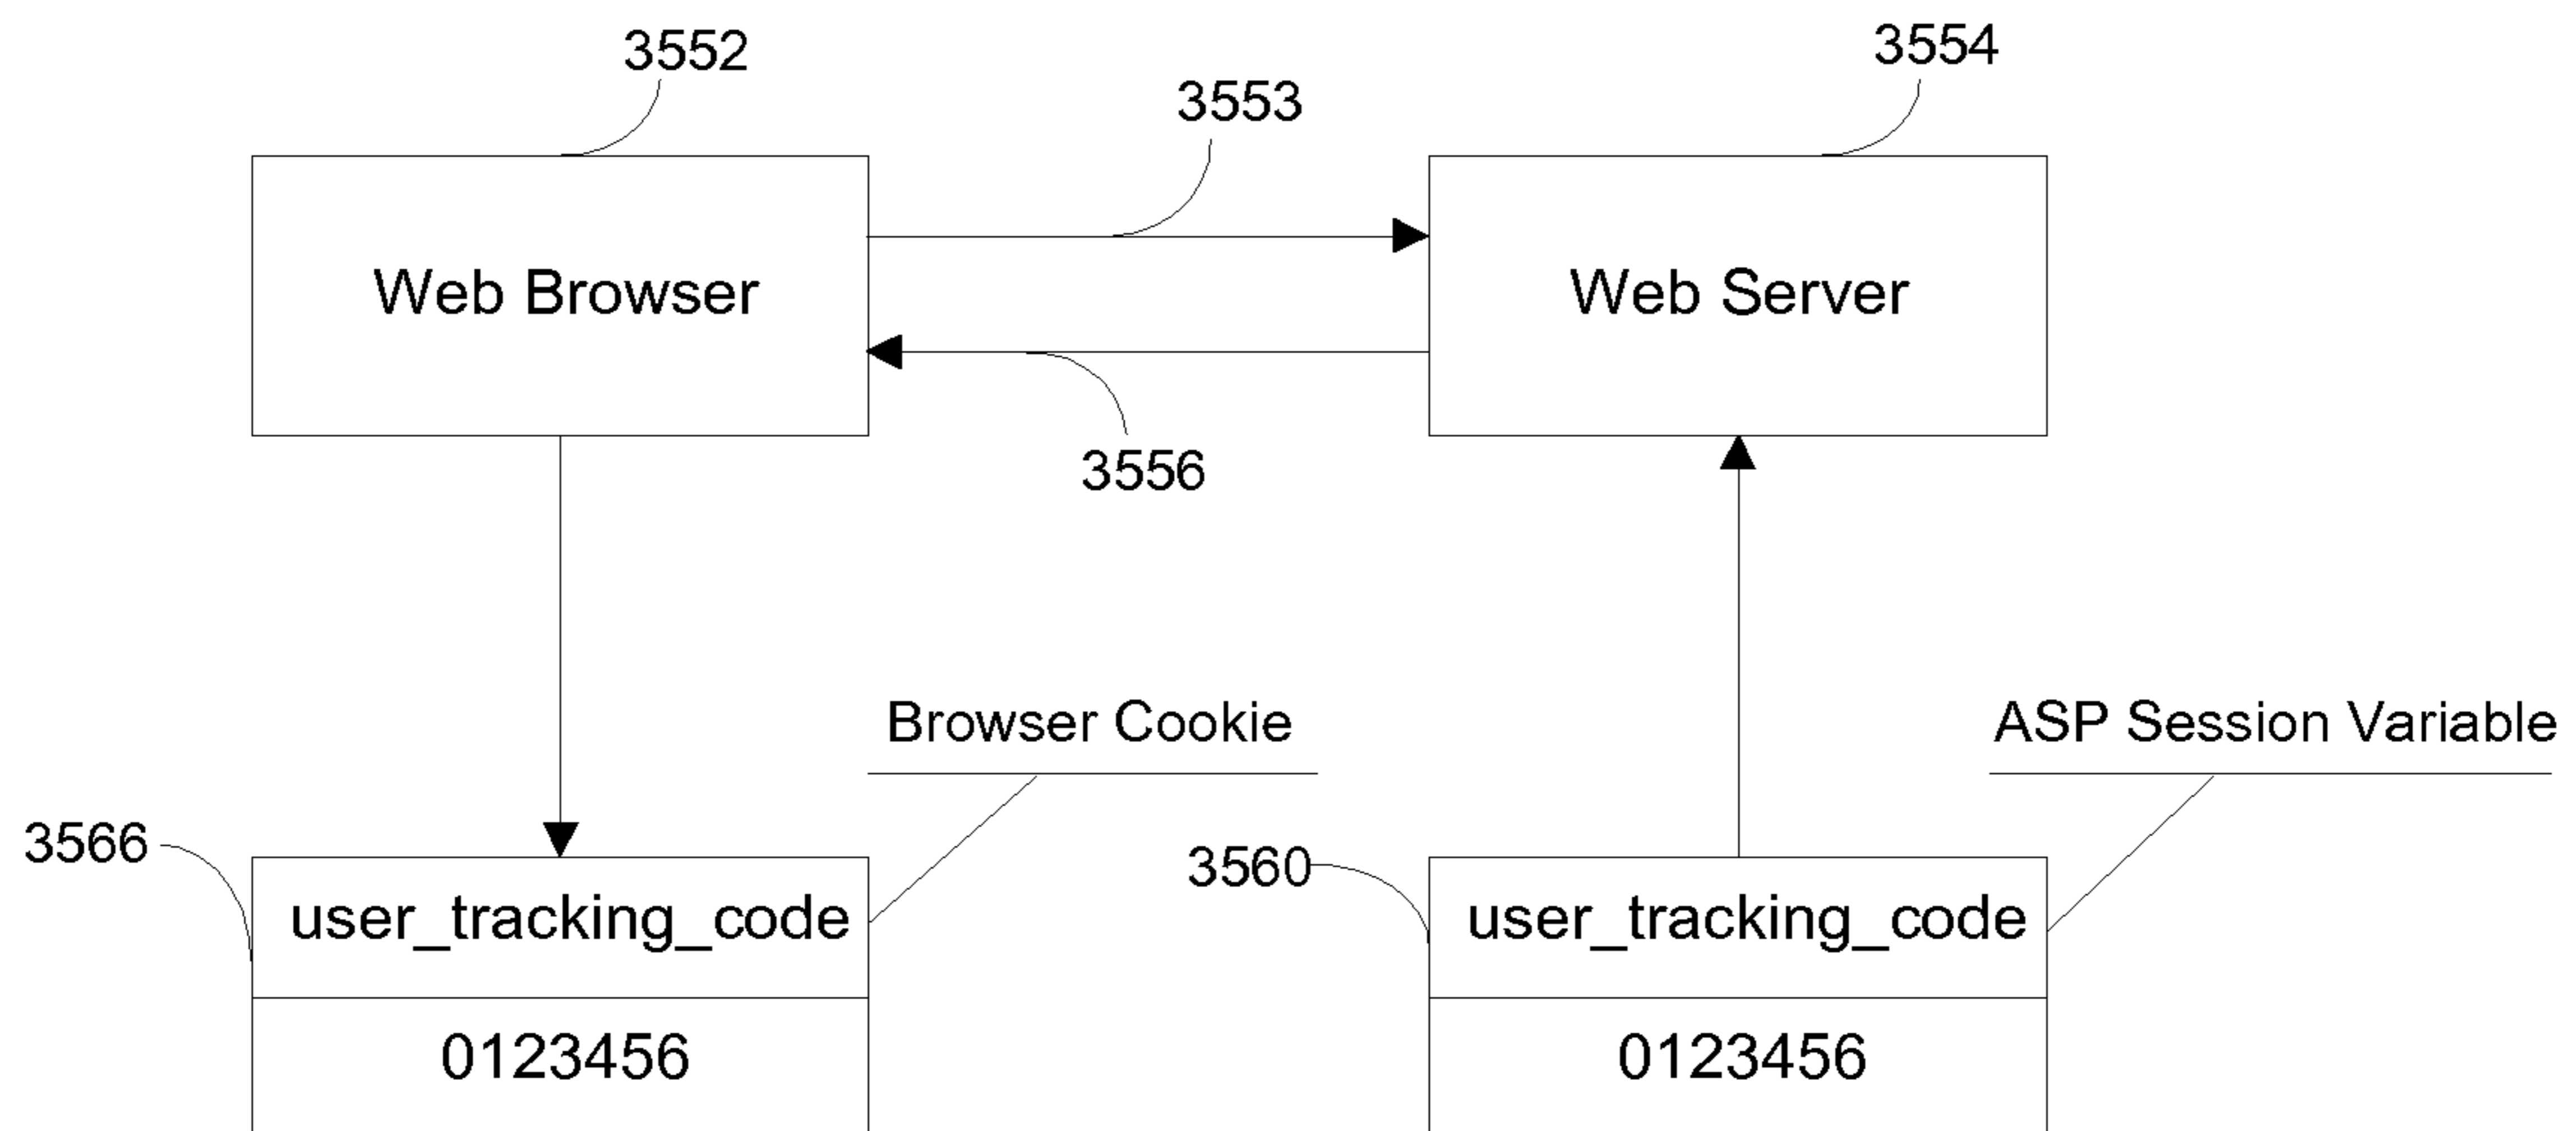 3552
3554
3553
Web Browser
Web Server
3556
Browser Cookie
ASP Session Variable
3566
3560
user_tracking_code
user_tracking_code
0123456
0123456